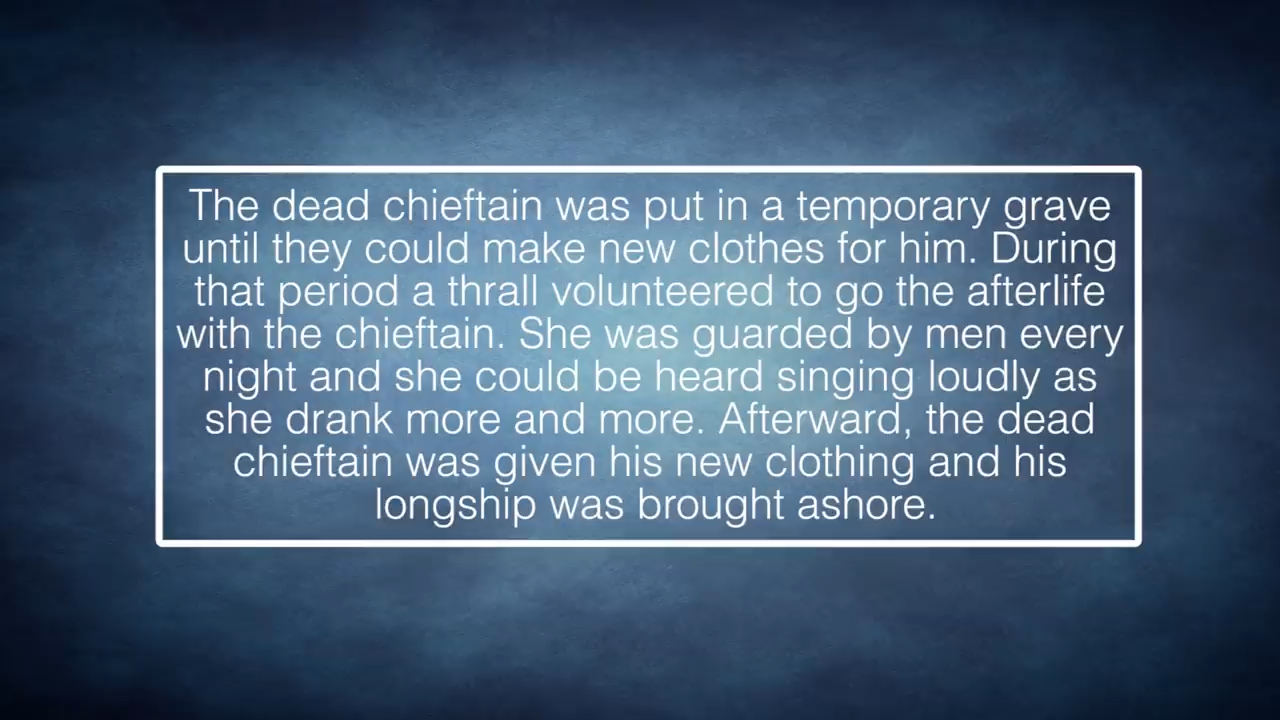 The dead chieftain was put in a temporary grave
until they could make new clothes for him. During
that period a thrall volunteered to go the afterlife
with the chieftain. She was guarded by men every
night and she could be heard singing loudly as
she drank more and more. Afterward, the dead
chieftain was given his new clothing and his
longship was brought ashore.